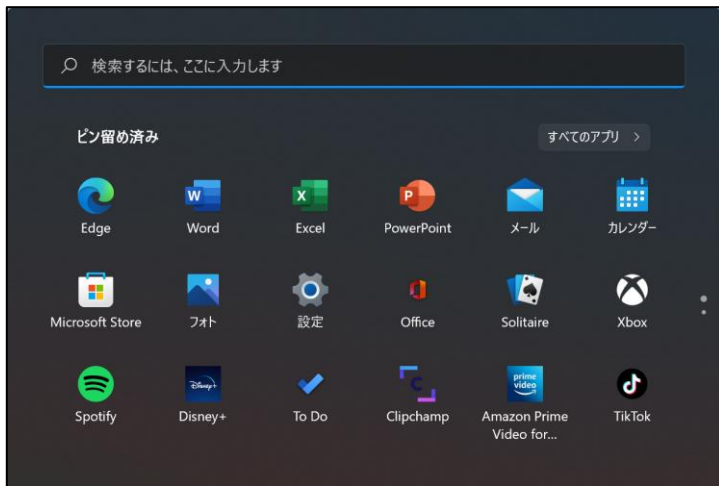 検索するには、ここに入力します
ピン留め済み
すべてのアプリ >
Edge
Word
Excel
PowerPoint
メール
カレンダー
Microsoft Store
フォト
設定
Office
Solitaire
Xbox
Spotify
Disney+
To Do
Clipchamp
prime
video
Amazon Prime
Video for...
TikTok